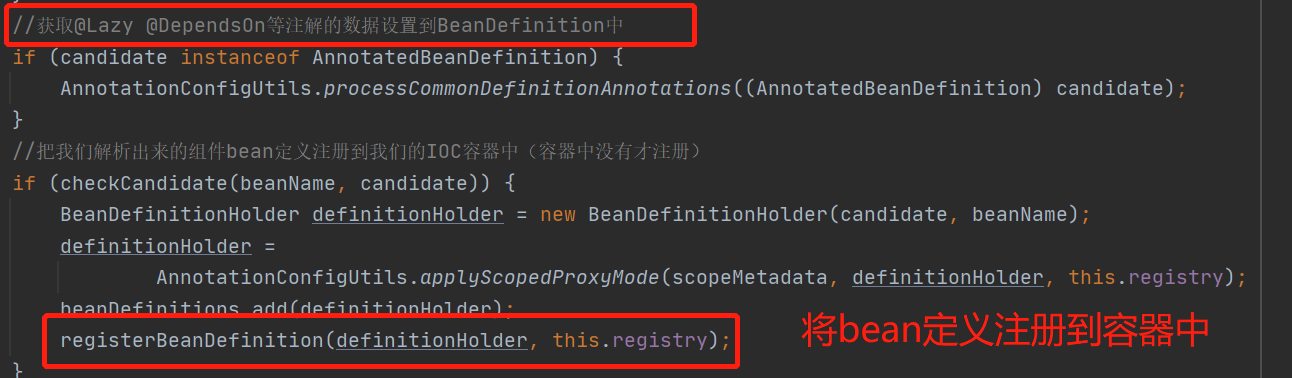 }
//获取@Lazy @DependsOn等注解的数据设置到BeanDefinition中
if (candidate instanceof AnnotatedBeanDefinition) {
AnnotationConfigUtils.processCommonDefinitionAnnotations((AnnotatedBeanDefinition) candidate);
}
//把我们解析出来的组件bean定义注册到我们的IOC容器中（容器中没有才注册）
if (checkCandidate(beanName, candidate)) {
BeanDefinitionHolder definitionHolder = new BeanDefinitionHolder(candidate, beanName);
definitionHolder =
AnnotationConfigUtils.applyScopedProxyMode(scopeMetadata, definitionHolder, this.registry);
beanDefinitions.add(definitionHolder);
registerBeanDefinition(definitionHolder, this.registry);
将bean定义注册到容器中
}